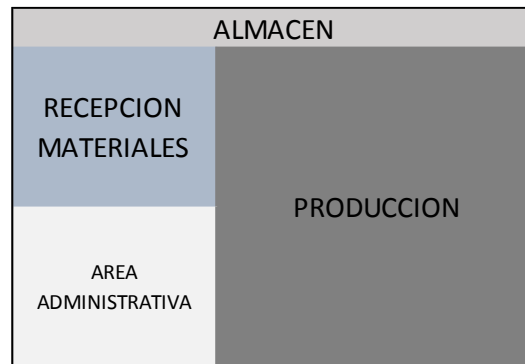 ALMACEN
RECEPCION
MATERIALES
PRODUCCION
AREA
ADMINISTRATIVA